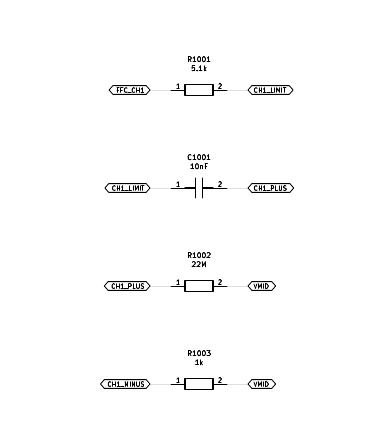 R1001
5.1k
FFC_CH1 1 2 CH1_LIMIT
C1001
10nF
CH1_LIMIT 1 2 CH1_PLUS
R1002
22M
CH1_PLUS 1 2 VMID
R1003
1k
CH1_MINUS 1 2 VMID